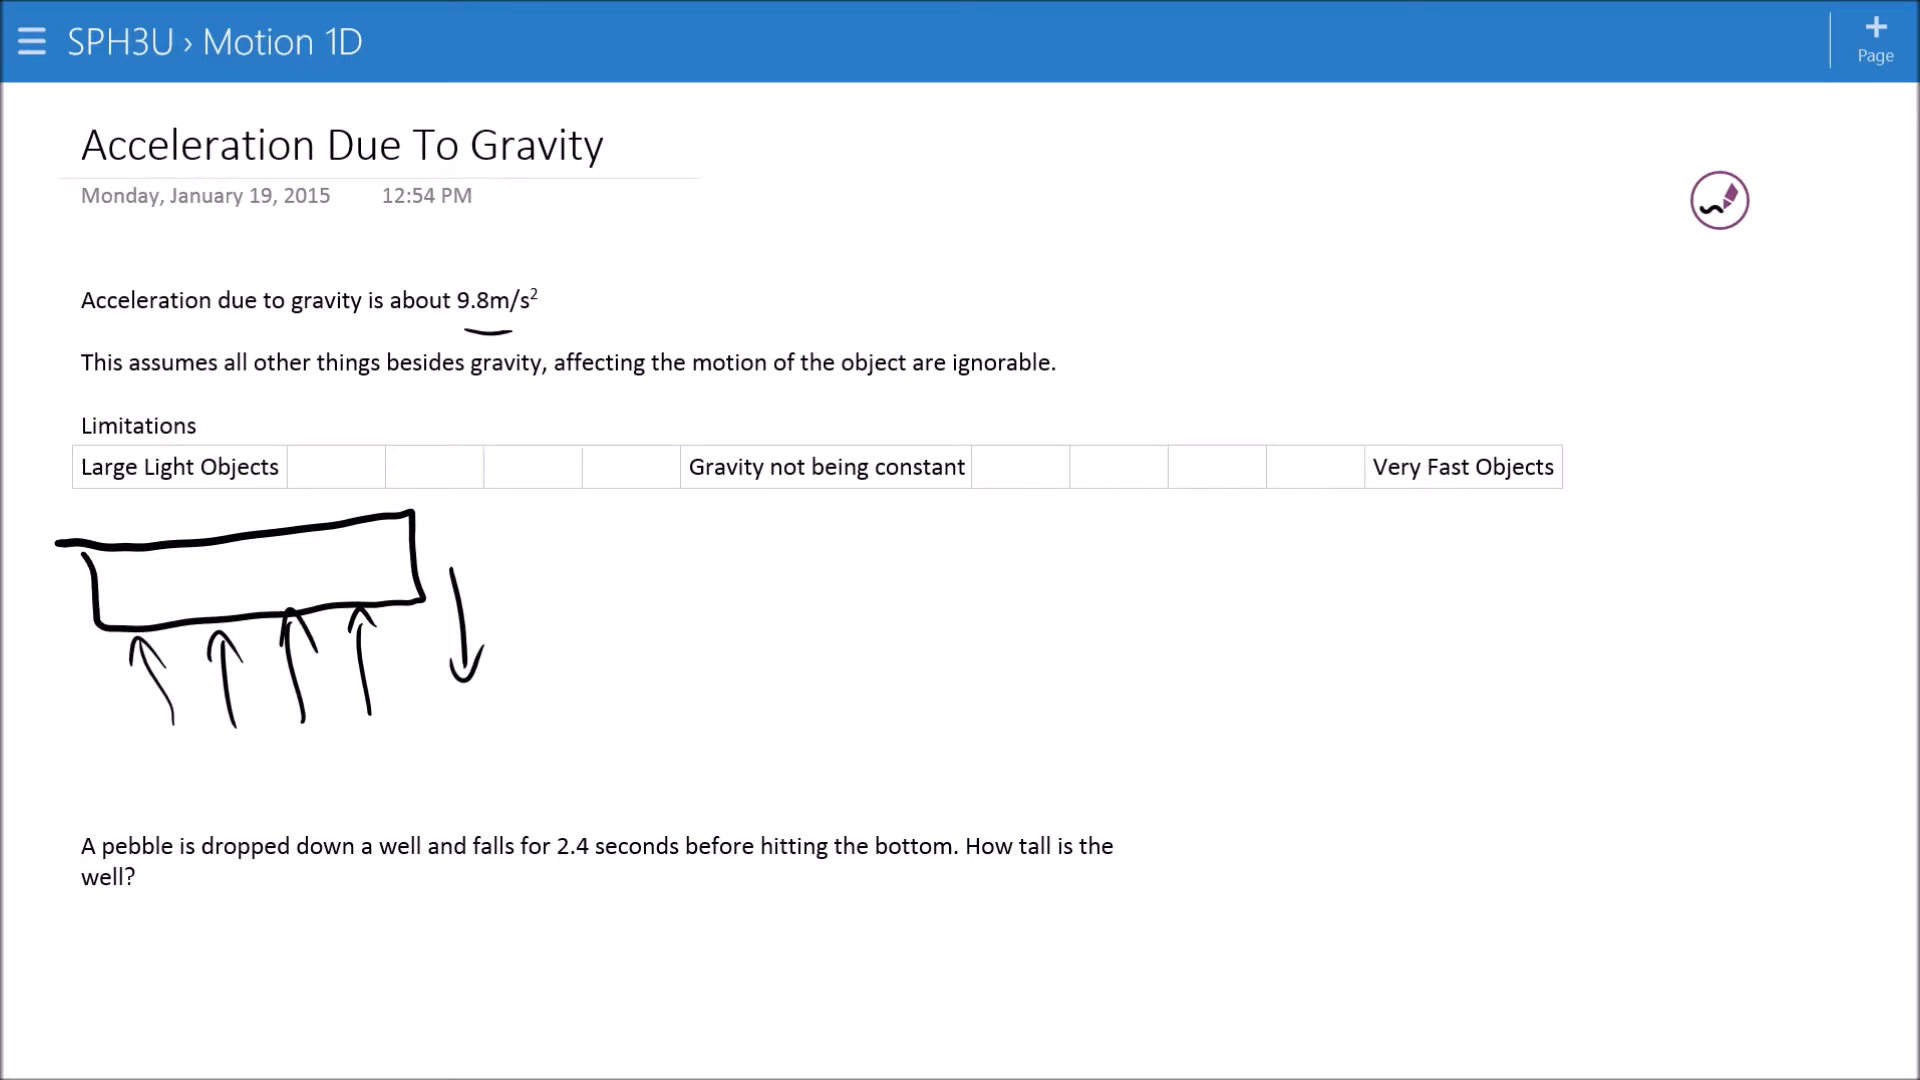 SPH3U › Motion 1D
+
Page
Acceleration Due To Gravity
Monday, January 19, 2015 12:54 PM
Acceleration due to gravity is about 9.8m/s²
This assumes all other things besides gravity, affecting the motion of the object are ignorable.
Limitations
Large Light Objects Gravity not being constant Very Fast Objects
A pebble is dropped down a well and falls for 2.4 seconds before hitting the bottom. How tall is the
well?